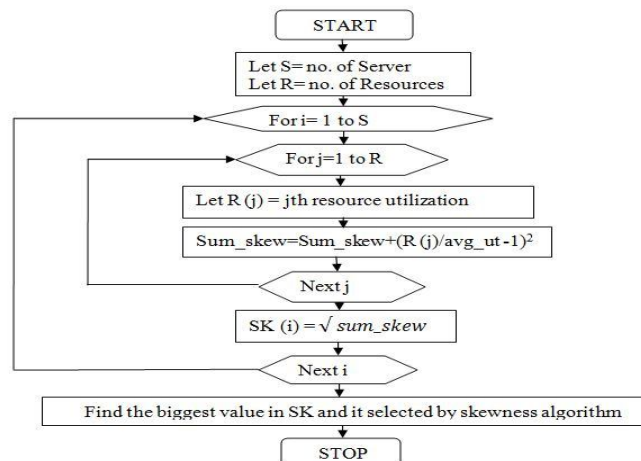 START
Let S= no. of Server
Let R= no. of Resources
For i= 1 to S
For j=1 to R
Let R (j) = jth resource utilization
Sum_skew=Sum_skew+(R (j)/avg_ut -1)²
Next j
SK (i) = √ sum_skew
Next i
Find the biggest value in SK and it selected by skewness algorithm
STOP